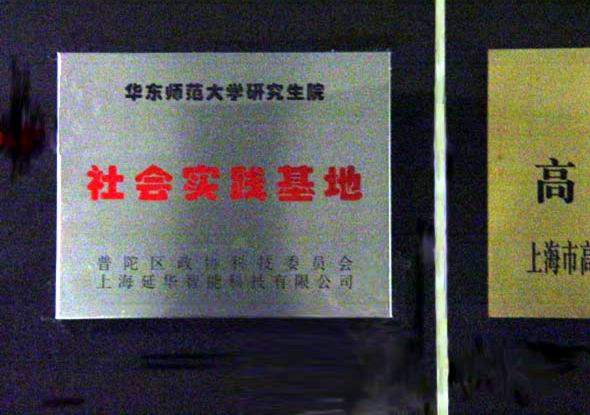 华东师范大学研究生院
社会实践基地
普陀区政协科技委员会
上海延华智能科技有限公司
高
上海市高